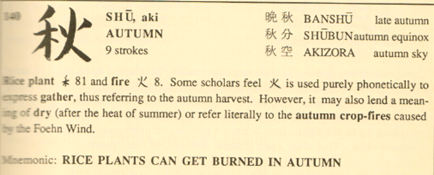 140 秋 SHŪ, aki 晩秋 BANSHŪ late autumn
AUTUMN 秋分 SHŪBUN autumn equinox
9 strokes 秋空 AKIZORA autumn sky
Rice plant 禾 81 and fire 火 8. Some scholars feel 火 is used purely phonetically to
express gather, thus referring to the autumn harvest. However, it may also lend a mean-
ing of dry (after the heat of summer) or refer literally to the autumn crop-fires caused
by the Foehn Wind.
Mnemonic: RICE PLANTS CAN GET BURNED IN AUTUMN